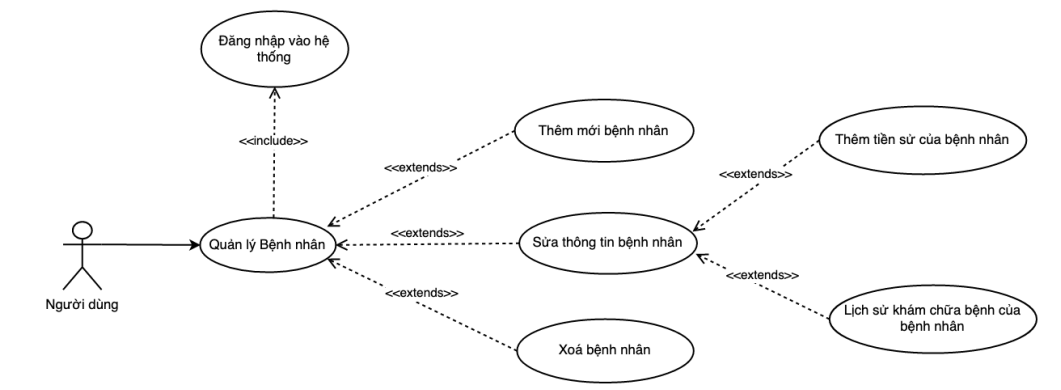 Đăng nhập vào hệ
thống
<<include>>
Thêm mới bệnh nhân
<<extends>>
Thêm tiền sử của bệnh nhân
<<extends>>
Quản lý Bệnh nhân
<<extends>>
Sửa thông tin bệnh nhân
Người dùng
<<extends>>
<<extends>>
Lịch sử khám chữa bệnh của
bệnh nhân
Xoá bệnh nhân